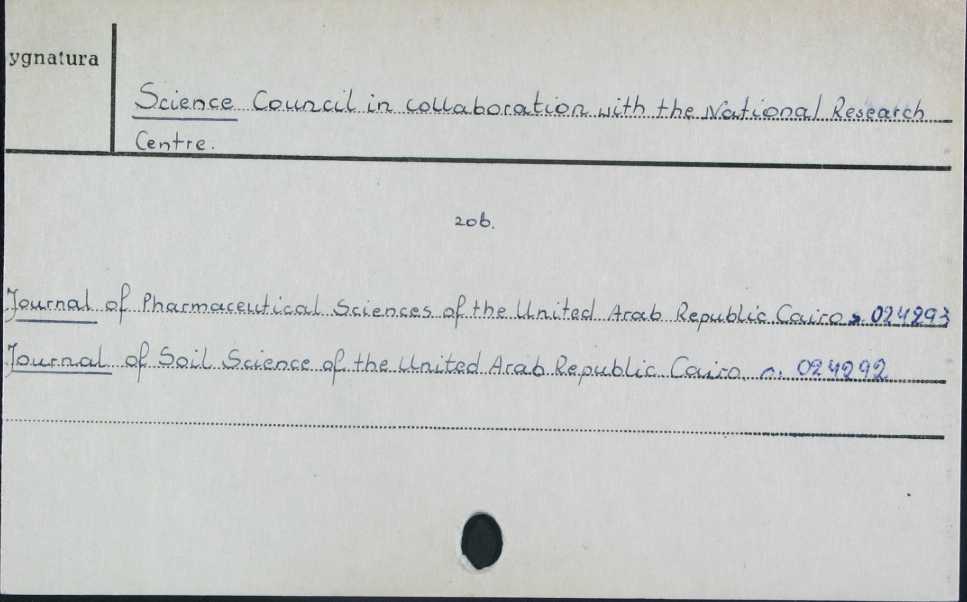 ygnatura
Science Council in collaboration with the National Research
Centre.
zob.
Journal of Pharmaceutical Sciences of the United Arab Republic Cairo 024293
Journal of Soil Science of the United Arab Republic Cairo n. 024292